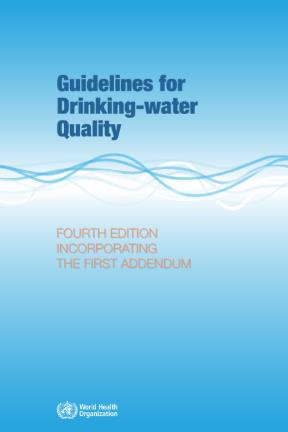 Guidelines for
Drinking-water
Quality
FOURTH EDITION
INCORPORATING
THE FIRST ADDENDUM
World Health
Organization